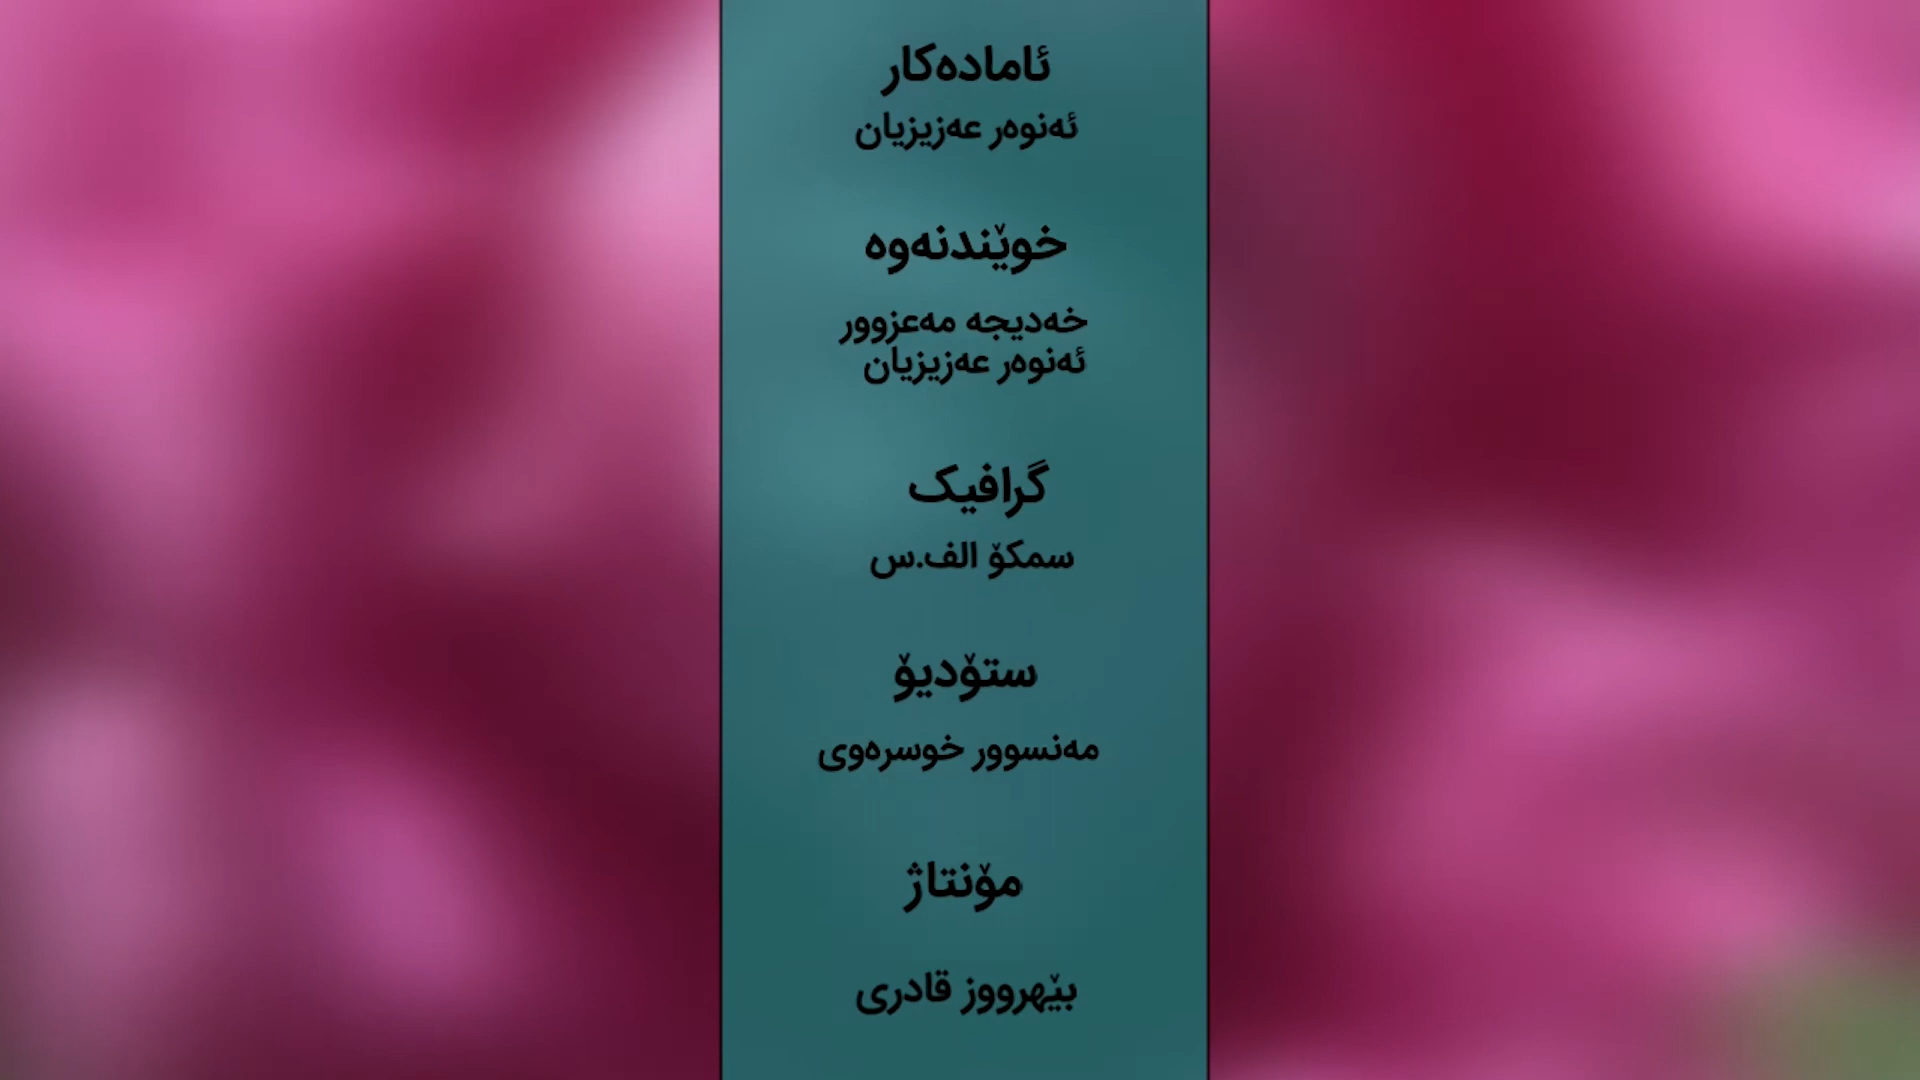 ئامادەکار
ئەنوەر عەزیزیان
خوێندنەوە
خەدیجە مەعزوور
ئەنوەر عەزیزیان
گرافیک
سمکۆ الف.س
ستۆدیۆ
مەنسوور خوسرەوی
مۆنتاژ
بێهرووز قادری